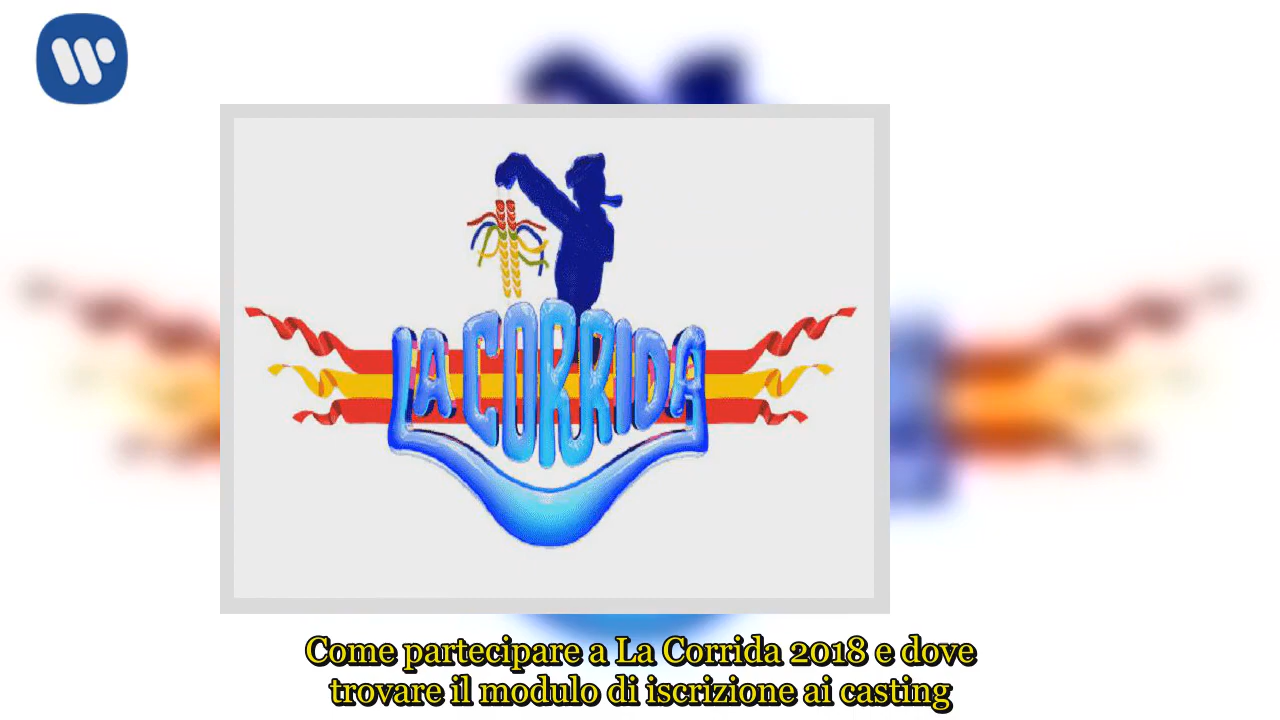 LA CORRIDA
Come partecipare a La Corrida 2018 e dove
trovare il modulo di iscrizione ai casting